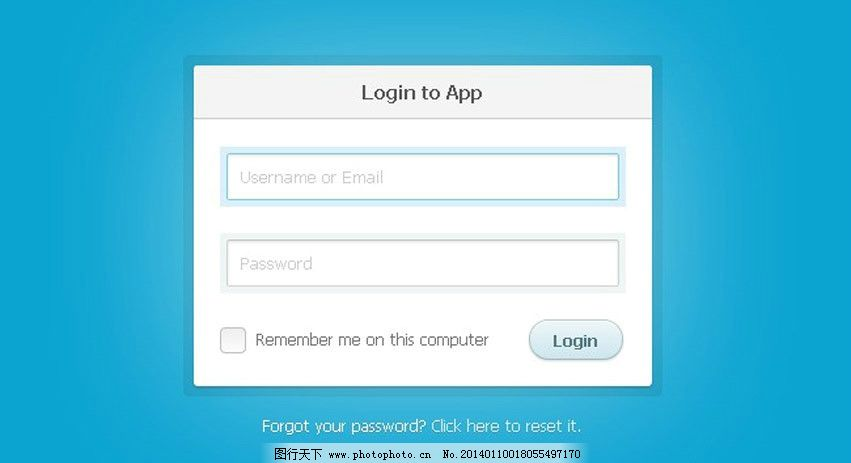 Login to App
Username or Email
Password
Remember me on this computer
Login
Forgot your password? Click here to reset it.
图行天下 www.photophoto.cn No.20140110018055497170